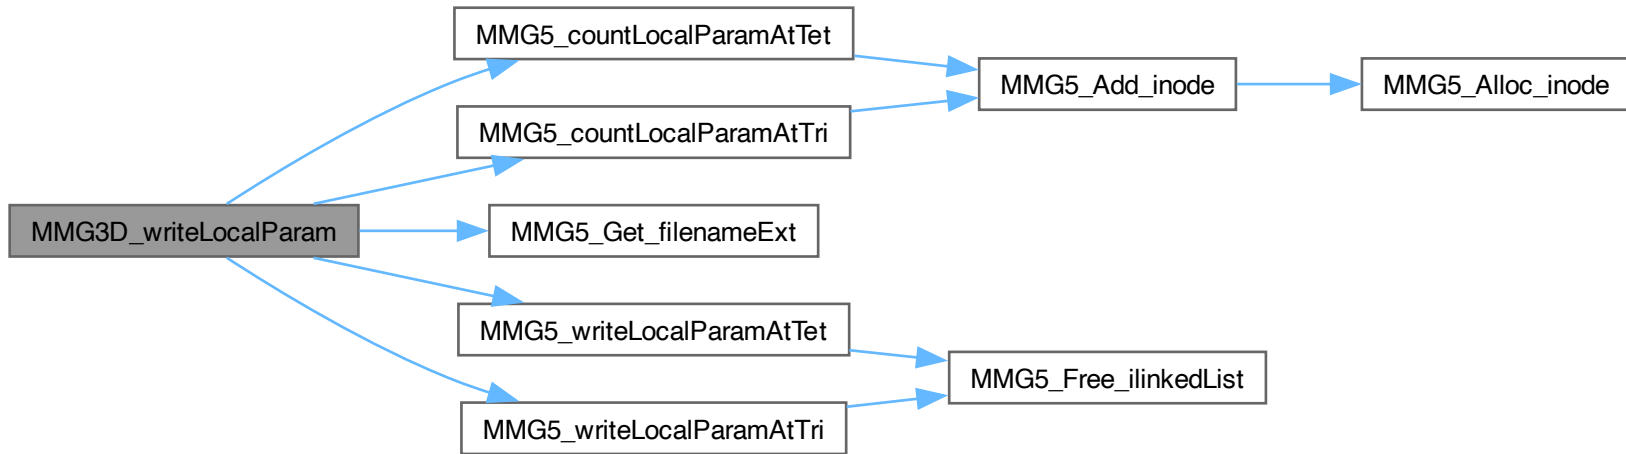 MMG5_countLocalParamAtTet
MMG5_Add_inode
MMG5_Alloc_inode
MMG5_countLocalParamAtTri
MMG3D_writeLocalParam
MMG5_Get_filenameExt
MMG5_writeLocalParamAtTet
MMG5_Free_ilinkedList
MMG5_writeLocalParamAtTri